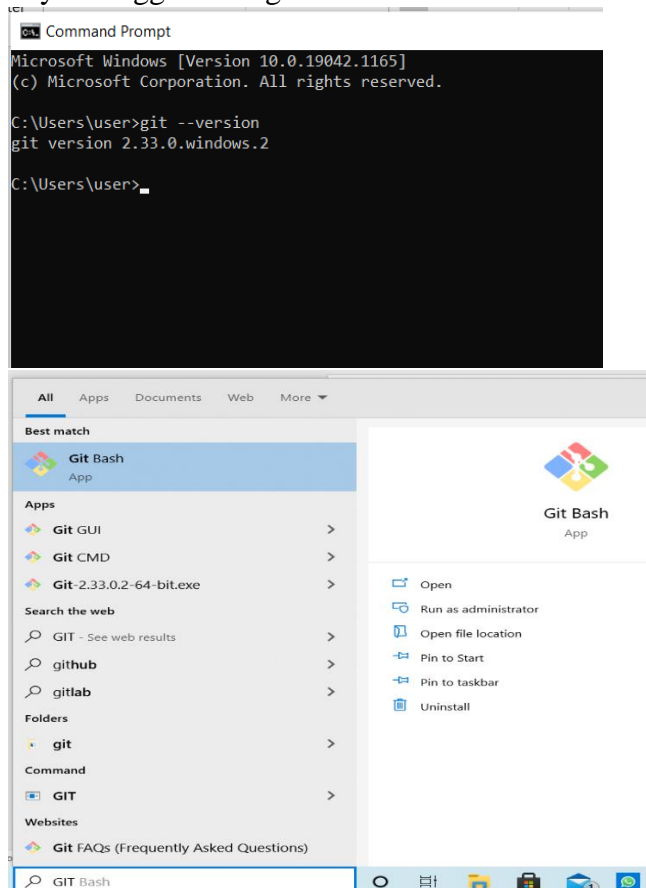 Command Prompt
Microsoft Windows [Version 10.0.19042.1165]
(c) Microsoft Corporation. All rights reserved.
C:\Users\user>git --version
git version 2.33.0.windows.2
C:\Users\user>
All Apps Documents Web More
Best match
Git Bash
App
Apps
Git GUI
Git CMD
Git-2.33.0.2-64-bit.exe
Search the web
GIT - See web results
github
gitlab
Folders
git
Command
GIT
Websites
Git FAQs (Frequently Asked Questions)
GIT Bash
Git Bash
App
Open
Run as administrator
Open file location
Pin to Start
Pin to taskbar
Uninstall